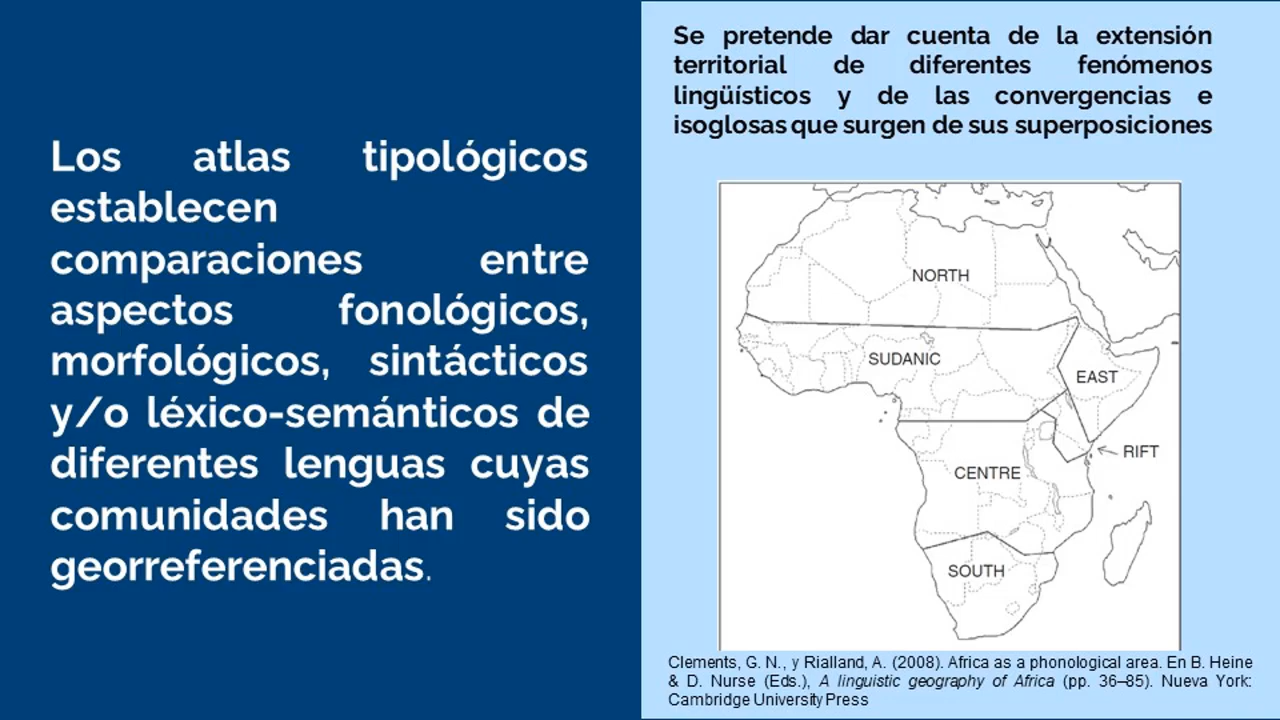 Los atlas tipológicos
establecen
comparaciones entre
aspectos fonológicos,
morfológicos, sintácticos
y/o léxico-semánticos de
diferentes lenguas cuyas
comunidades han sido
georreferenciadas.
Se pretende dar cuenta de la extensión
territorial de diferentes fenómenos
lingüísticos y de las convergencias e
isoglosas que surgen de sus superposiciones
NORTH
SUDANIC
EAST
RIFT
CENTRE
SOUTH
Clements, G. N., y Rialland, A. (2008). Africa as a phonological area. En B. Heine
& D. Nurse (Eds.), A linguistic geography of Africa (pp. 36–85). Nueva York:
Cambridge University Press